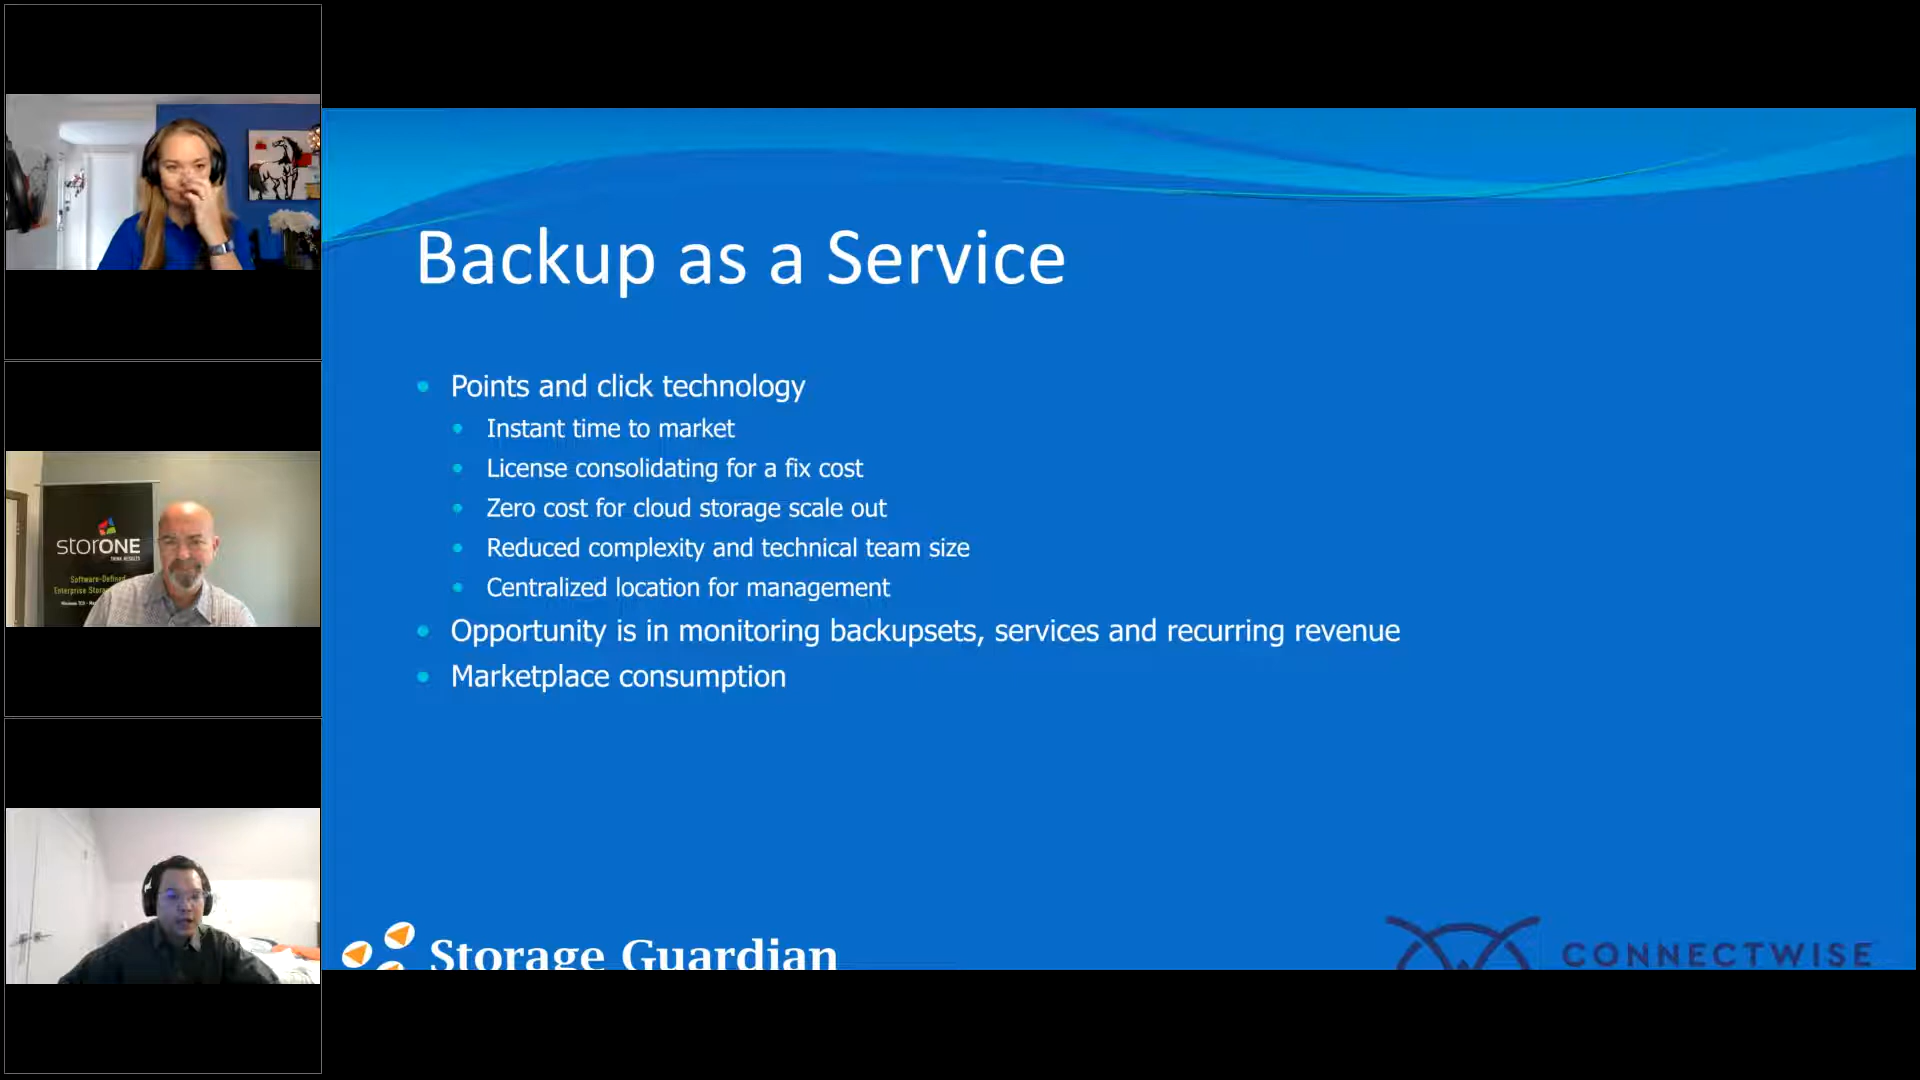 Backup as a Service
Points and click technology
Instant time to market
License consolidating for a fix cost
Zero cost for cloud storage scale out
Reduced complexity and technical team size
Centralized location for management
Opportunity is in monitoring backupsets, services and recurring revenue
Marketplace consumption
Storage Guardian
CONNECTWISE
storONE
Software-Defined
Enterprise